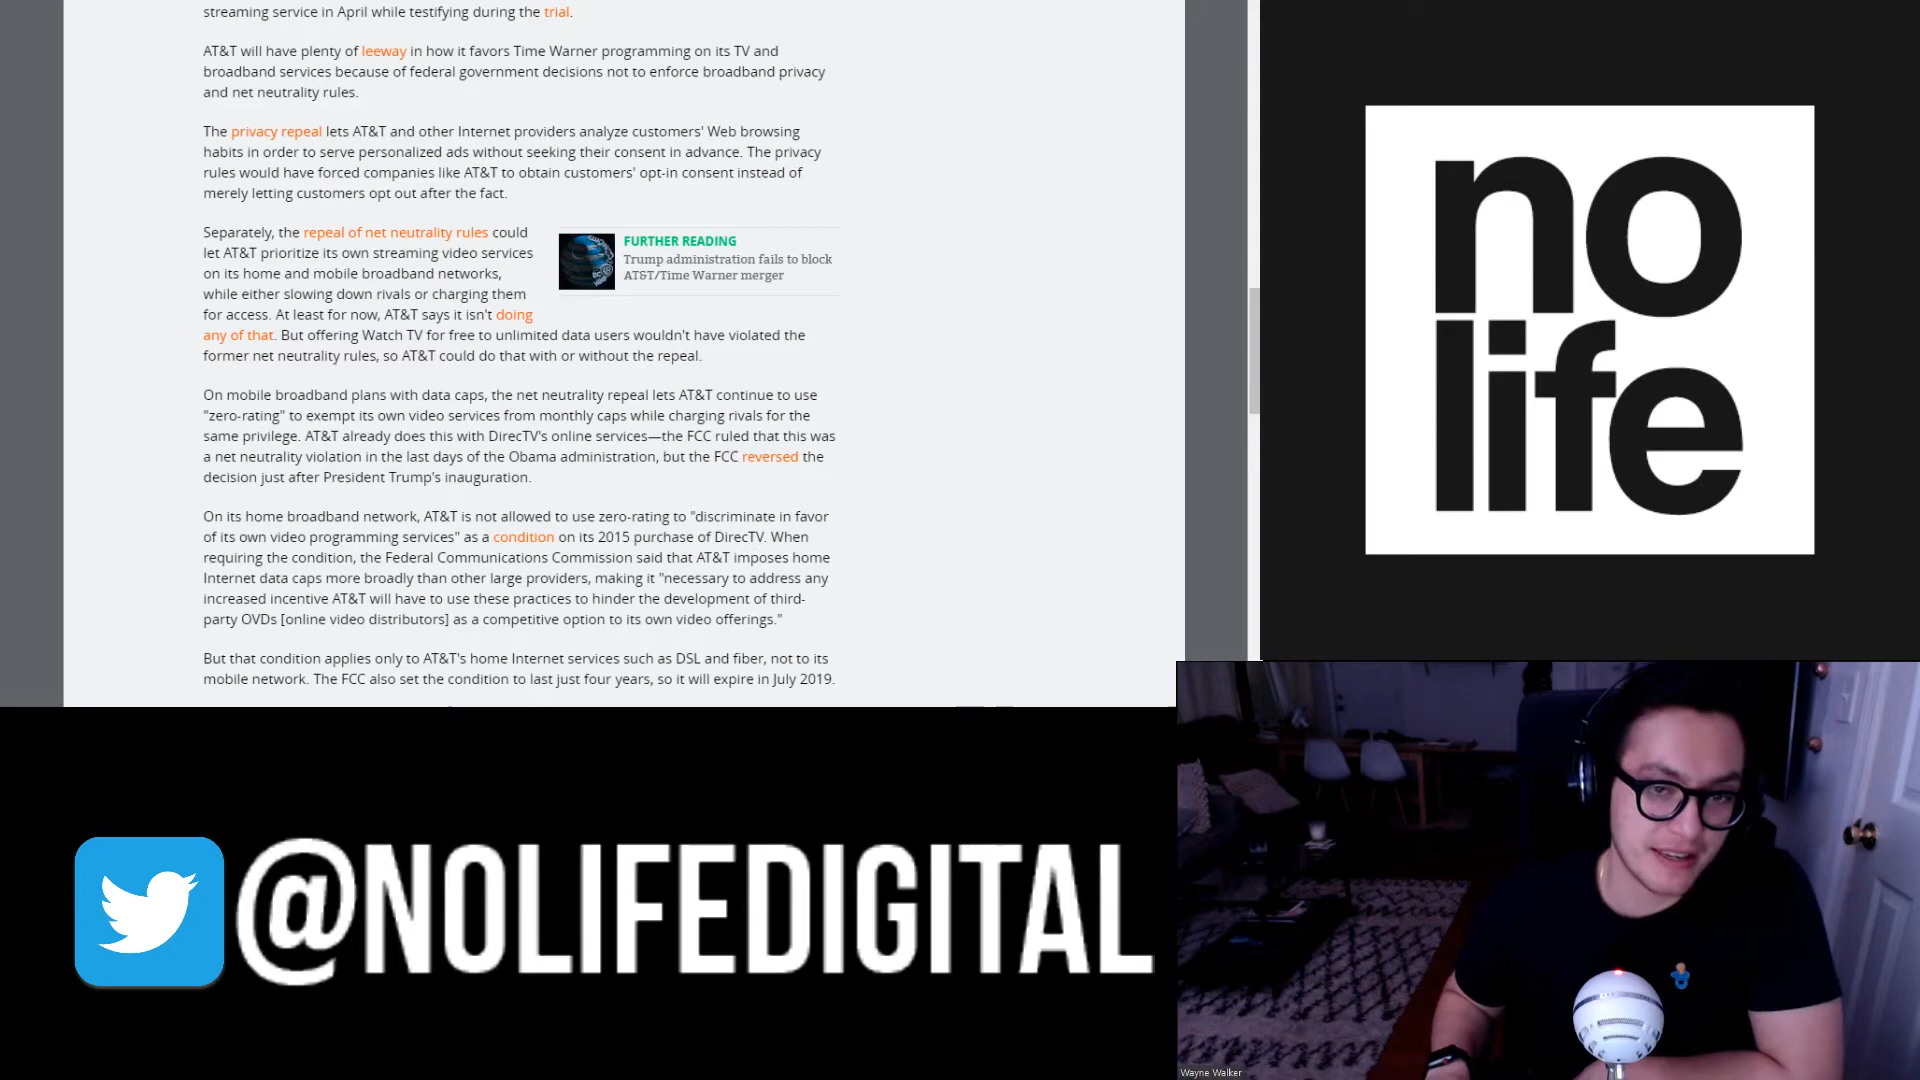 streaming service in April while testifying during the trial.
AT&T will have plenty of leeway in how it favors Time Warner programming on its TV and
broadband services because of federal government decisions not to enforce broadband privacy
and net neutrality rules.
The privacy repeal lets AT&T and other Internet providers analyze customers' Web browsing
habits in order to serve personalized ads without seeking their consent in advance. The privacy
rules would have forced companies like AT&T to obtain customers' opt-in consent instead of
merely letting customers opt out after the fact.
Separately, the repeal of net neutrality rules could
let AT&T prioritize its own streaming video services
on its home and mobile broadband networks,
while either slowing down rivals or charging them
for access. At least for now, AT&T says it isn't doing
any of that. But offering Watch TV for free to unlimited data users wouldn't have violated the
former net neutrality rules, so AT&T could do that with or without the repeal.
FURTHER READING
Trump administration fails to block
AT&T/Time Warner merger
On mobile broadband plans with data caps, the net neutrality repeal lets AT&T continue to use
"zero-rating" to exempt its own video services from monthly caps while charging rivals for the
same privilege. AT&T already does this with DirecTV's online services—the FCC ruled that this was
a net neutrality violation in the last days of the Obama administration, but the FCC reversed the
decision just after President Trump's inauguration.
On its home broadband network, AT&T is not allowed to use zero-rating to "discriminate in favor
of its own video programming services" as a condition on its 2015 purchase of DirecTV. When
requiring the condition, the Federal Communications Commission said that AT&T imposes home
Internet data caps more broadly than other large providers, making it "necessary to address any
increased incentive AT&T will have to use these practices to hinder the development of third-
party OVDs [online video distributors] as a competitive option to its own video offerings."
But that condition applies only to AT&T's home Internet services such as DSL and fiber, not to its
mobile network. The FCC also set the condition to last just four years, so it will expire in July 2019.
no
life
@NOLIFEDIGITAL
Wayne Walker